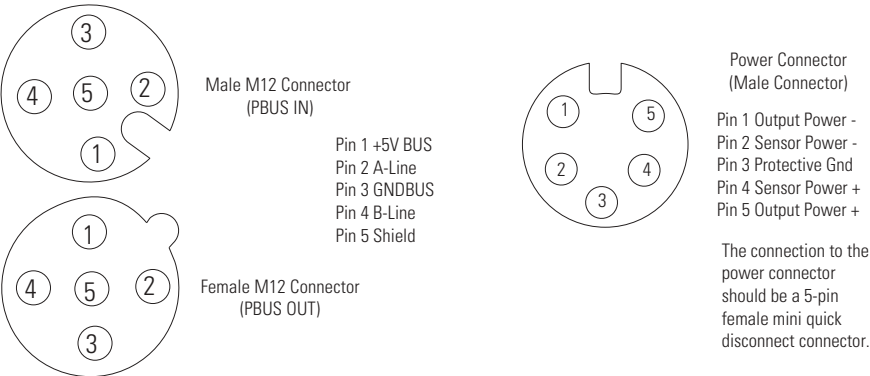 3
4 5 2
1
Male M12 Connector
(PBUS IN)
Pin 1 +5V BUS
Pin 2 A-Line
Pin 3 GNDBUS
Pin 4 B-Line
Pin 5 Shield
1
4 5 2
3
Female M12 Connector
(PBUS OUT)
1 5
2 4
3
Power Connector
(Male Connector)
Pin 1 Output Power -
Pin 2 Sensor Power -
Pin 3 Protective Gnd
Pin 4 Sensor Power +
Pin 5 Output Power +
The connection to the
power connector
should be a 5-pin
female mini quick
disconnect connector.